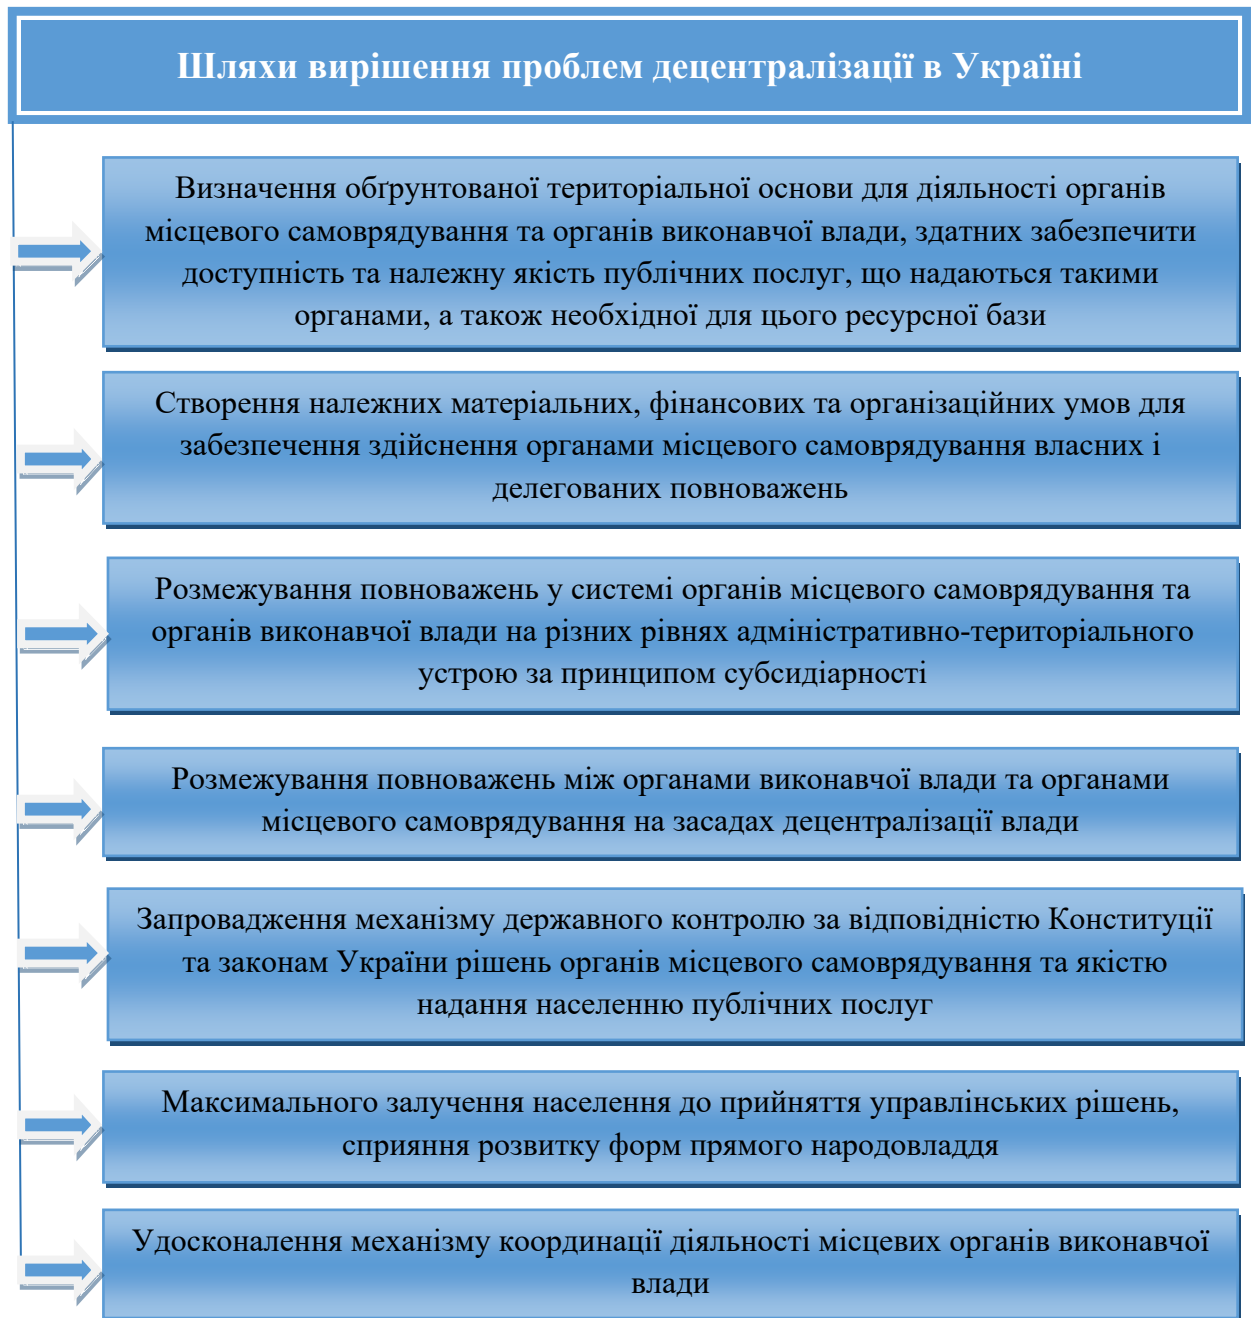 Шляхи вирішення проблем децентралізації в Україні
Визначення обґрунтованої територіальної основи для діяльності органів
місцевого самоврядування та органів виконавчої влади, здатних забезпечити
доступність та належну якість публічних послуг, що надаються такими
органами, а також необхідної для цього ресурсної бази
Створення належних матеріальних, фінансових та організаційних умов для
забезпечення здійснення органами місцевого самоврядування власних і
делегованих повноважень
Розмежування повноважень у системі органів місцевого самоврядування та
органів виконавчої влади на різних рівнях адміністративно-територіального
устрою за принципом субсидіарності
Розмежування повноважень між органами виконавчої влади та органами
місцевого самоврядування на засадах децентралізації влади
Запровадження механізму державного контролю за відповідністю Конституції
та законам України рішень органів місцевого самоврядування та якістю
надання населенню публічних послуг
Максимального залучення населення до прийняття управлінських рішень,
сприяння розвитку форм прямого народовладдя
Удосконалення механізму координації діяльності місцевих органів виконавчої
влади